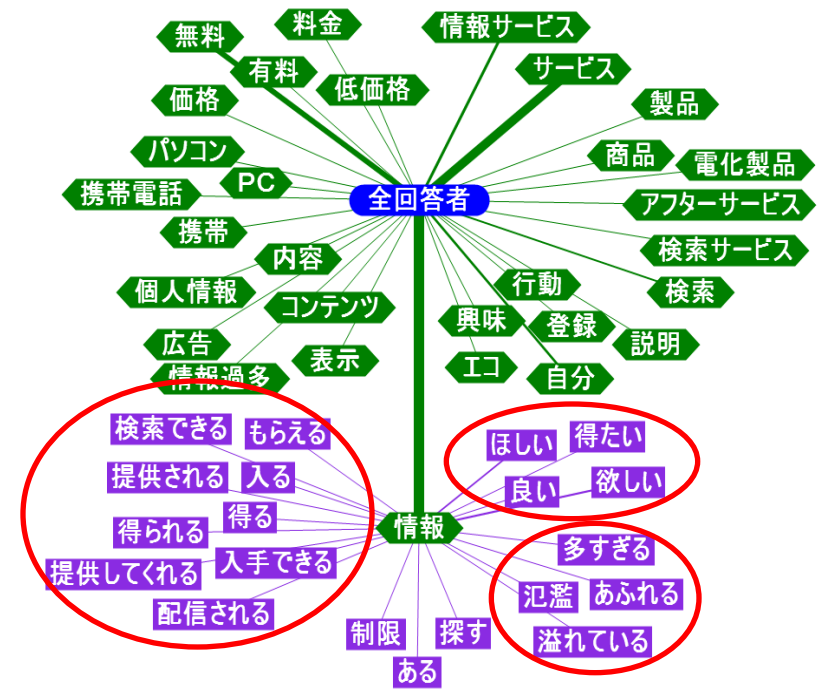 料金
情報サービス
無料
サービス
有料
低価格
価格
製品
パソコン
商品
電化製品
PC
携帯電話
全回答者
アフターサービス
携帯
検索サービス
内容
個人情報
行動
検索
コンテンツ
興味
登録
広告
説明
表示
エコ
情報過多
自分
検索できる
もらえる
ほしい
得たい
提供される
入る
良い
欲しい
得られる
得る
情報
多すぎる
提供してくれる
入手できる
氾濫
あふれる
配信される
制限
探す
溢れている
ある